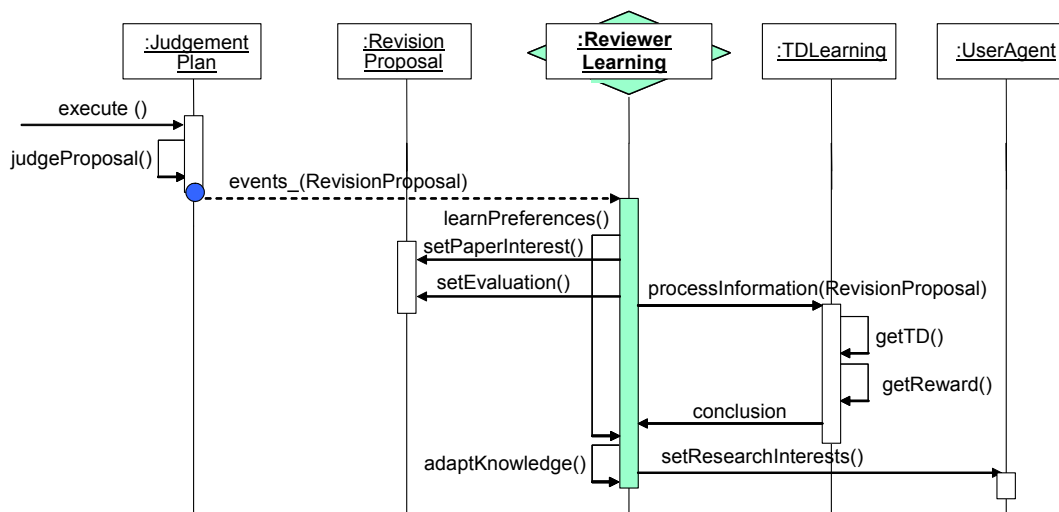 :Judgement
Plan
:Revision
Proposal
:Reviewer
Learning
:TDLearning
:UserAgent
execute ()
judgeProposal()
events_(RevisionProposal)
learnPreferences()
setPaperInterest()
setEvaluation()
processInformation(RevisionProposal)
getTD()
getReward()
conclusion
adaptKnowledge()
setResearchInterests()